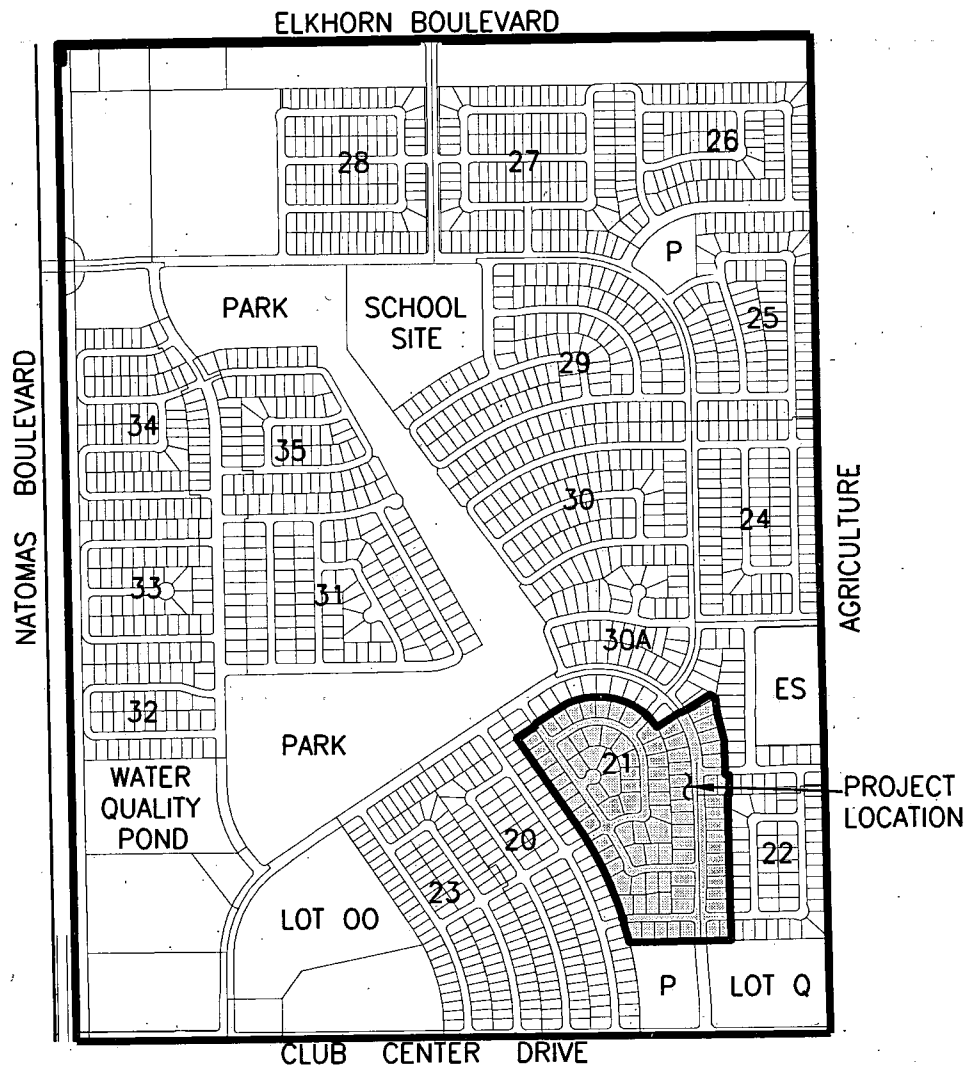 ELKHORN BOULEVARD
28
27
26
P
PARK
SCHOOL
SITE
25
29
NATOMAS BOULEVARD
34
35
30
24
AGRICULTURE
33
31
30A
ES
32
PARK
21
WATER
QUALITY
POND
PROJECT
LOCATION
20
22
23
LOT OO
P
LOT Q
CLUB CENTER DRIVE